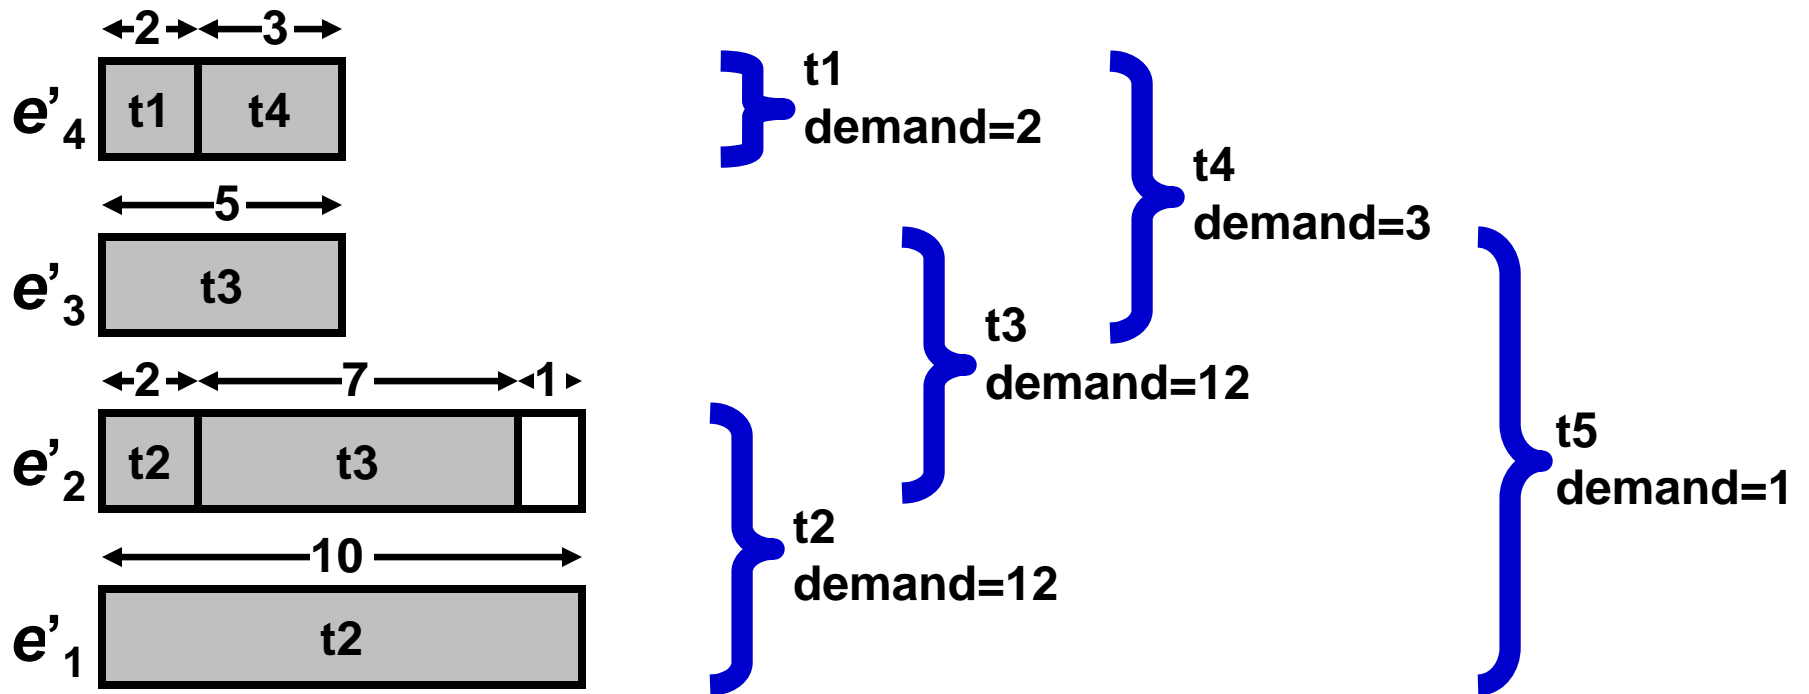 2 3
e’4 t1 t4
5
e’3 t3
2 7 1
e’2 t2 t3
10
e’1 t2
t1
demand=2
t4
demand=3
t3
demand=12
t5
demand=1
t2
demand=12